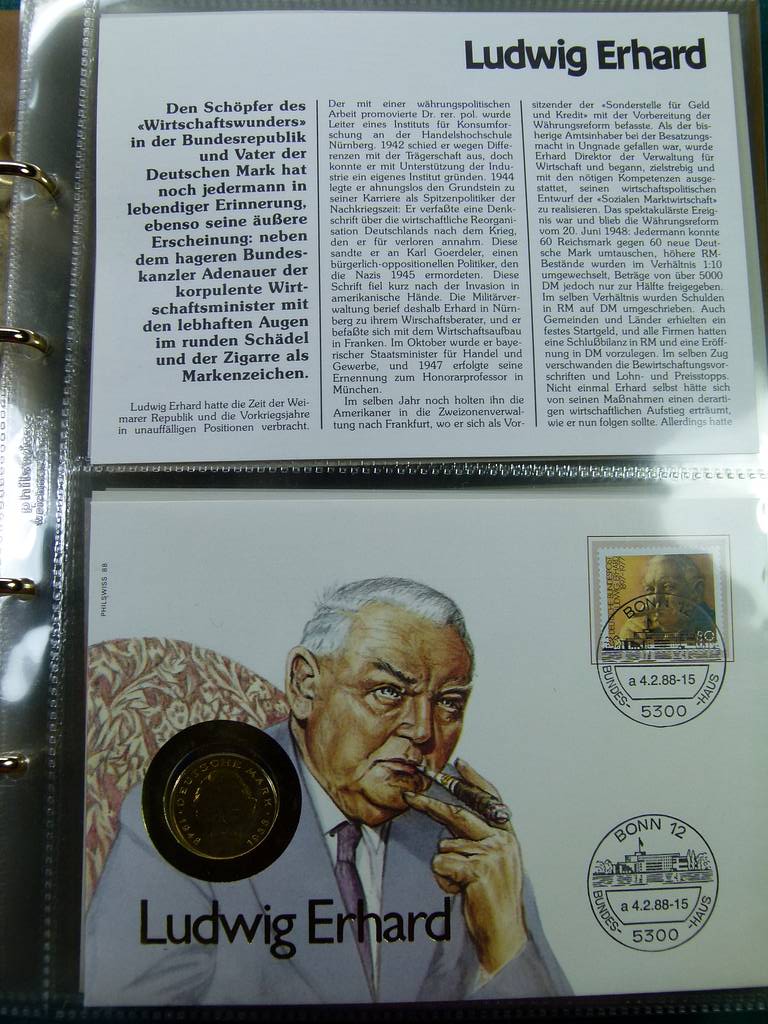 Ludwig Erhard
Den Schöpfer des
«Wirtschaftswunders»
in der Bundesrepublik
und Vater der
Deutschen Mark hat
noch jedermann in
lebendiger Erinnerung,
ebenso seine äußere
Erscheinung: neben
dem hageren Bundes-
kanzler Adenauer der
korpulente Wirt-
schaftsminister mit
den lebhaften Augen
im runden Schädel
und der Zigarre als
Markenzeichen.
Ludwig Erhard hatte die Zeit der Wei-
marer Republik und die Vorkriegsjahre
in unauffälligen Positionen verbracht.
Der mit einer währungspolitischen
Arbeit promovierte Dr. rer. pol. wurde
Leiter eines Instituts für Konsumfor-
schung an der Handelshochschule
Nürnberg. 1942 schied er wegen Diffe-
renzen mit der Trägerschaft aus, doch
konnte er mit Unterstützung der Indu-
strie ein eigenes Institut gründen. 1944
legte er ahnungslos den Grundstein zu
seiner Karriere als Spitzenpolitiker der
Nachkriegszeit: Er verfaßte eine Denk-
schrift über die wirtschaftliche Reorgani-
sation Deutschlands nach dem Krieg,
den er für verloren annahm. Diese
sandte er an Karl Goerdeler, einen
bürgerlich-oppositionellen Politiker, den
die Nazis 1945 ermordeten. Diese
Schrift fiel kurz nach der Invasion in
amerikanische Hände. Die Militärver-
waltung berief deshalb Erhard in Nürn-
berg zu ihrem Wirschaftsberater, und er
befaßte sich mit dem Wirtschaftsaufbau
in Franken. Im Oktober wurde er baye-
rischer Staatsminister für Handel und
Gewerbe, und 1947 erfolgte seine
Ernennung zum Honorarprofessor in
München.
Im selben Jahr noch holten ihn die
Amerikaner in die Zweizonenverwal-
tung nach Frankfurt, wo er sich als Vor-
sitzender der «Sonderstelle für Geld
und Kredit» mit der Vorbereitung der
Währungsreform befasste. Als der bis-
herige Amtsinhaber bei der Besatzungs-
macht in Ungnade gefallen war, wurde
Erhard Direktor der Verwaltung für
Wirtschaft und begann, zielstrebig und
mit den nötigen Kompetenzen ausge-
stattet, seinen wirtschaftspolitischen
Entwurf der «Sozialen Marktwirtschaft»
zu realisieren. Das spektakulärste Ereig-
nis war und blieb die Währungsreform
vom 20. Juni 1948: Jedermann konnte
60 Reichsmark gegen 60 neue Deut-
sche Mark umtauschen, höhere RM-
Bestände wurden im Verhältnis 1:10
umgewechselt, Beträge von über 5000
DM jedoch nur zur Hälfte freigegeben.
Im selben Verhältnis wurden Schulden
in RM auf DM umgeschrieben. Auch
Gemeinden und Länder erhielten ein
festes Startgeld, und alle Firmen hatten
eine Schlußbilanz in RM und eine Eröff-
nung in DM vorzulegen. Im selben Zug
verschwanden die Bewirtschaftungsvor-
schriften und Lohn- und Preisstopps.
Nicht einmal Erhard selbst hätte sich
von seinen Maßnahmen einen derarti-
gen wirtschaftlichen Aufstieg erträumt,
wie er nun folgen sollte. Allerdings hatte
philswiss
PHILSWISS 88
DEUTSCHE BUNDESPOST
LUDWIG ERHARD
1897-1977
80
BONN 12
a 4.2.88-15
BUNDES-HAUS
5300
DEUTSCHE MARK
1948 1988
Ludwig Erhard
BONN 12
a 4.2.88-15
BUNDES-HAUS
5300